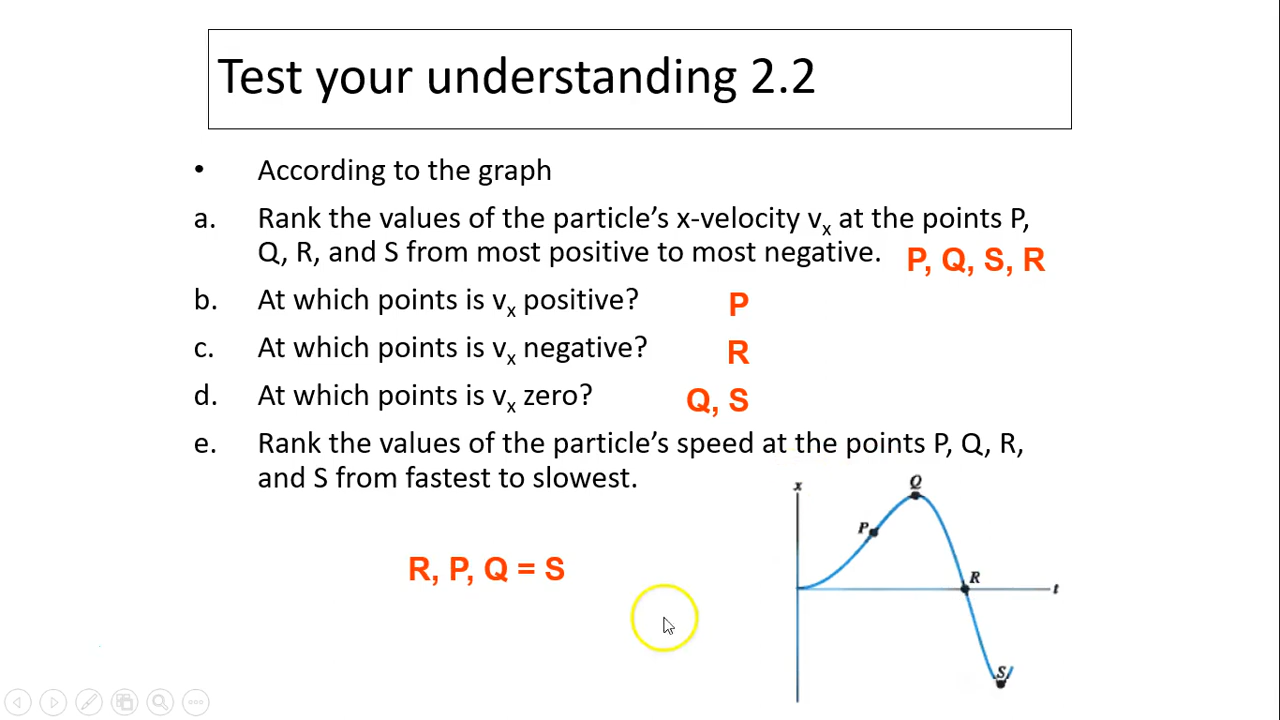 Test your understanding 2.2
• According to the graph
a. Rank the values of the particle's x-velocity vx at the points P,
Q, R, and S from most positive to most negative. P, Q, S, R
b. At which points is vx positive? P
c. At which points is vx negative? R
d. At which points is vx zero? Q, S
e. Rank the values of the particle's speed at the points P, Q, R,
and S from fastest to slowest.
R, P, Q = S
x
Q
P
R
t
S